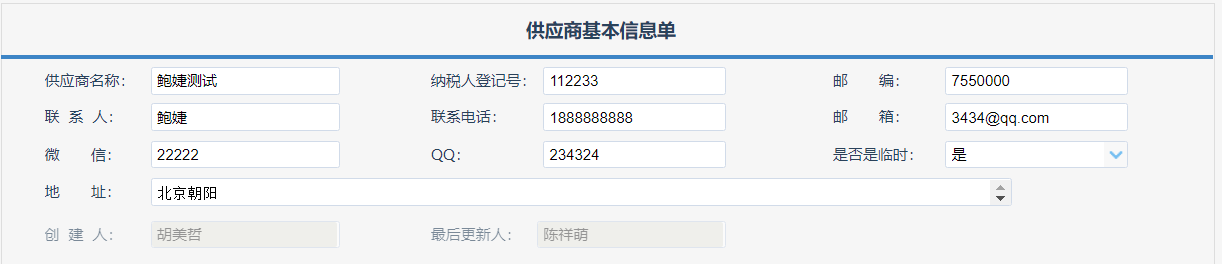 供应商基本信息单
供应商名称： 鲍婕测试 纳税人登记号： 112233 邮 编： 7550000
联 系 人： 鲍婕 联系电话： 1888888888 邮 箱： 3434@qq.com
微 信： 22222 QQ： 234324 是否是临时： 是
地 址： 北京朝阳
创 建 人： 胡美哲 最后更新人： 陈祥萌